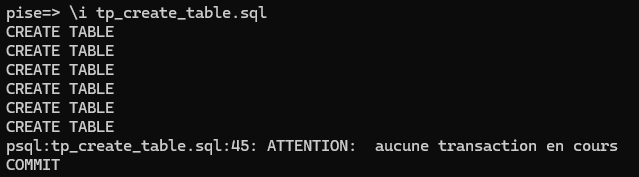 pise=> \i tp_create_table.sql
CREATE TABLE
CREATE TABLE
CREATE TABLE
CREATE TABLE
CREATE TABLE
CREATE TABLE
psql:tp_create_table.sql:45: ATTENTION:  aucune transaction en cours
COMMIT